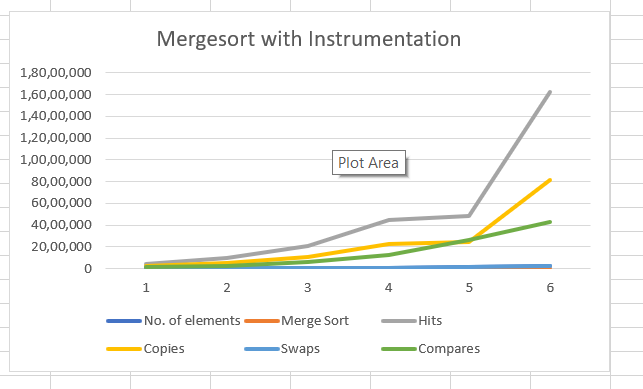 Mergesort with Instrumentation
1,80,00,000
1,60,00,000
1,40,00,000
1,20,00,000
1,00,00,000
80,00,000
60,00,000
40,00,000
20,00,000
0
Plot Area
1 2 3 4 5 6
No. of elements Merge Sort Hits
Copies Swaps Compares